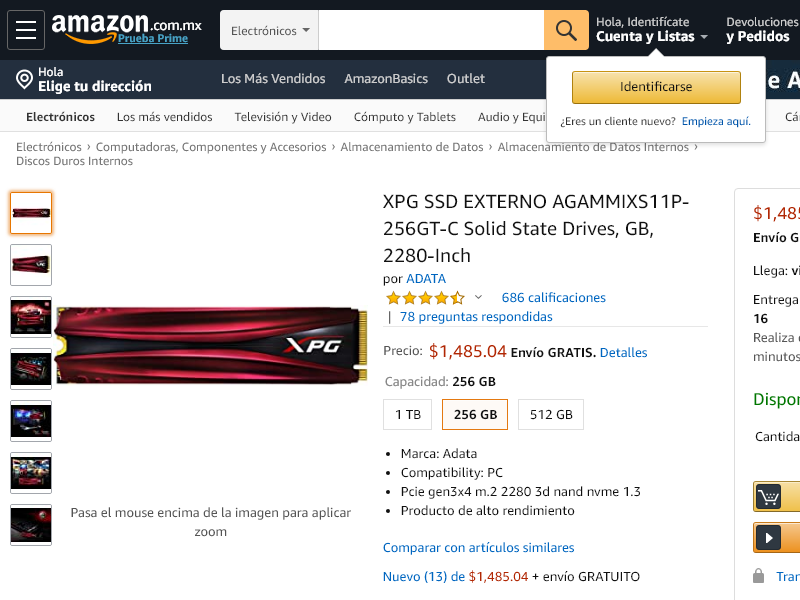 amazon.com.mx
Prueba Prime
Electrónicos
Hola, Identifícate
Cuenta y Listas
Devoluciones
y Pedidos
Hola
Elige tu dirección
Los Más Vendidos
AmazonBasics
Outlet
e A
Identificarse
¿Eres un cliente nuevo? Empieza aquí.
Electrónicos
Los más vendidos
Televisión y Video
Cómputo y Tablets
Audio y Equi
Cá
Electrónicos › Computadoras, Componentes y Accesorios › Almacenamiento de Datos › Almacenamiento de Datos Internos ›
Discos Duros Internos
XPG SSD EXTERNO AGAMMIXS11P-
256GT-C Solid State Drives, GB,
2280-Inch
por ADATA
686 calificaciones
| 78 preguntas respondidas
Precio: $1,485.04 Envío GRATIS. Detalles
Capacidad: 256 GB
1 TB
256 GB
512 GB
• Marca: Adata
• Compatibility: PC
• Pcie gen3x4 m.2 2280 3d nand nvme 1.3
• Producto de alto rendimiento
Comparar con artículos similares
Nuevo (13) de $1,485.04 + envío GRATUITO
XPG
Pasa el mouse encima de la imagen para aplicar
zoom
$1,485
Envío G
Llega: vi
Entrega
16
Realiza
minutos
Dispon
Cantida
Tran